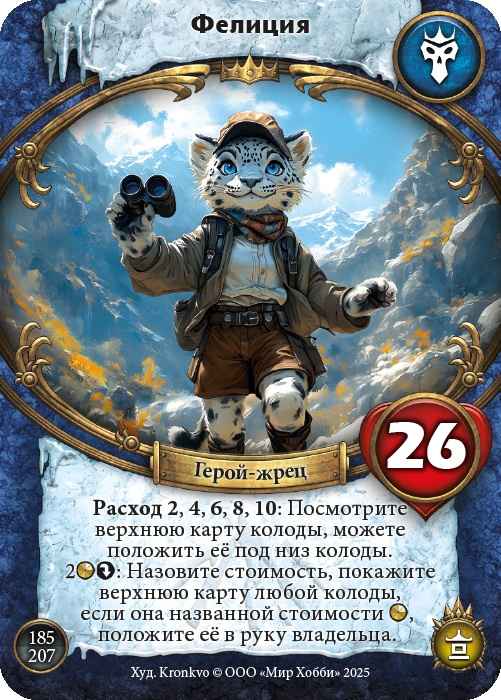 Фелиция
Герой-жрец
26
Расход 2, 4, 6, 8, 10: Посмотрите
верхнюю карту колоды, можете
положить её под низ колоды.
2: Назовите стоимость, покажите
верхнюю карту любой колоды,
если она названной стоимости ,
положите её в руку владельца.
185
207
Худ. Kronkvo © ООО «Мир Хобби» 2025